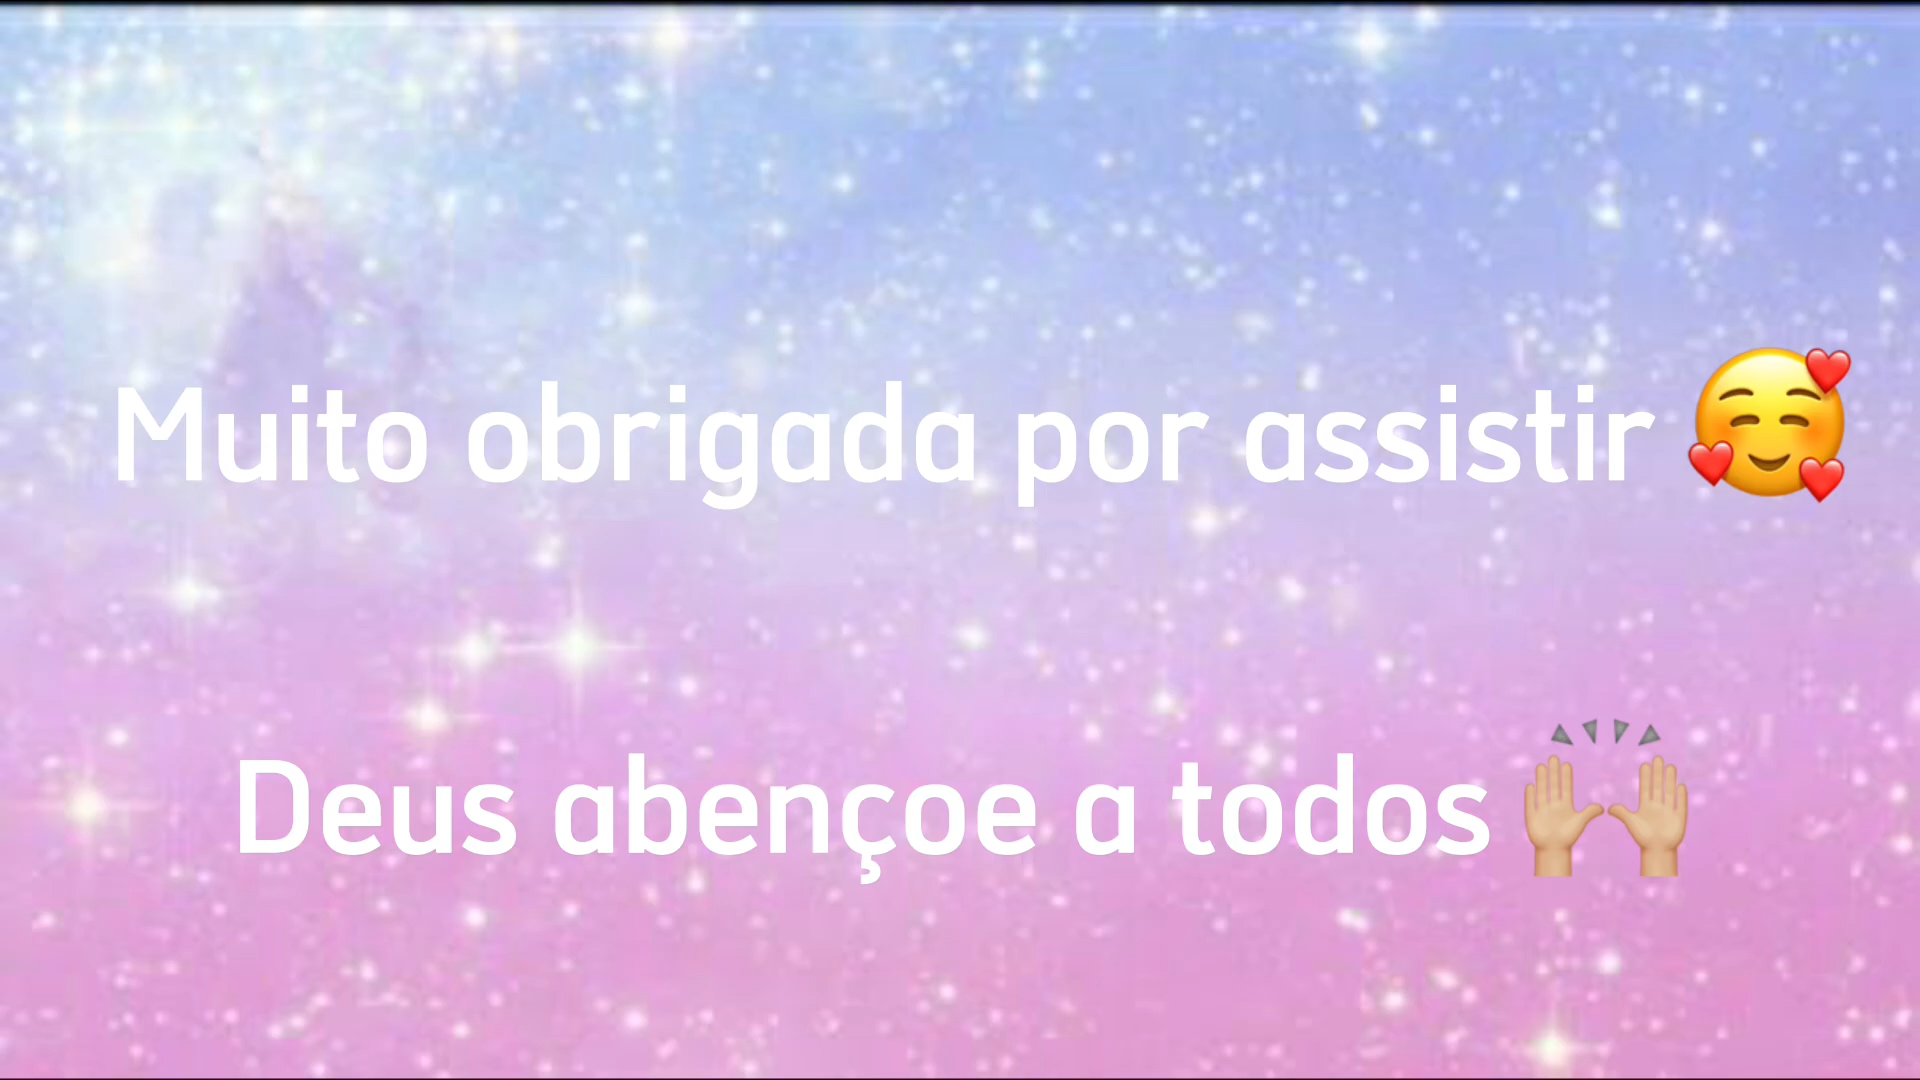 Muito obrigada por assistir 🥰
Deus abençoe a todos 🙌🏼